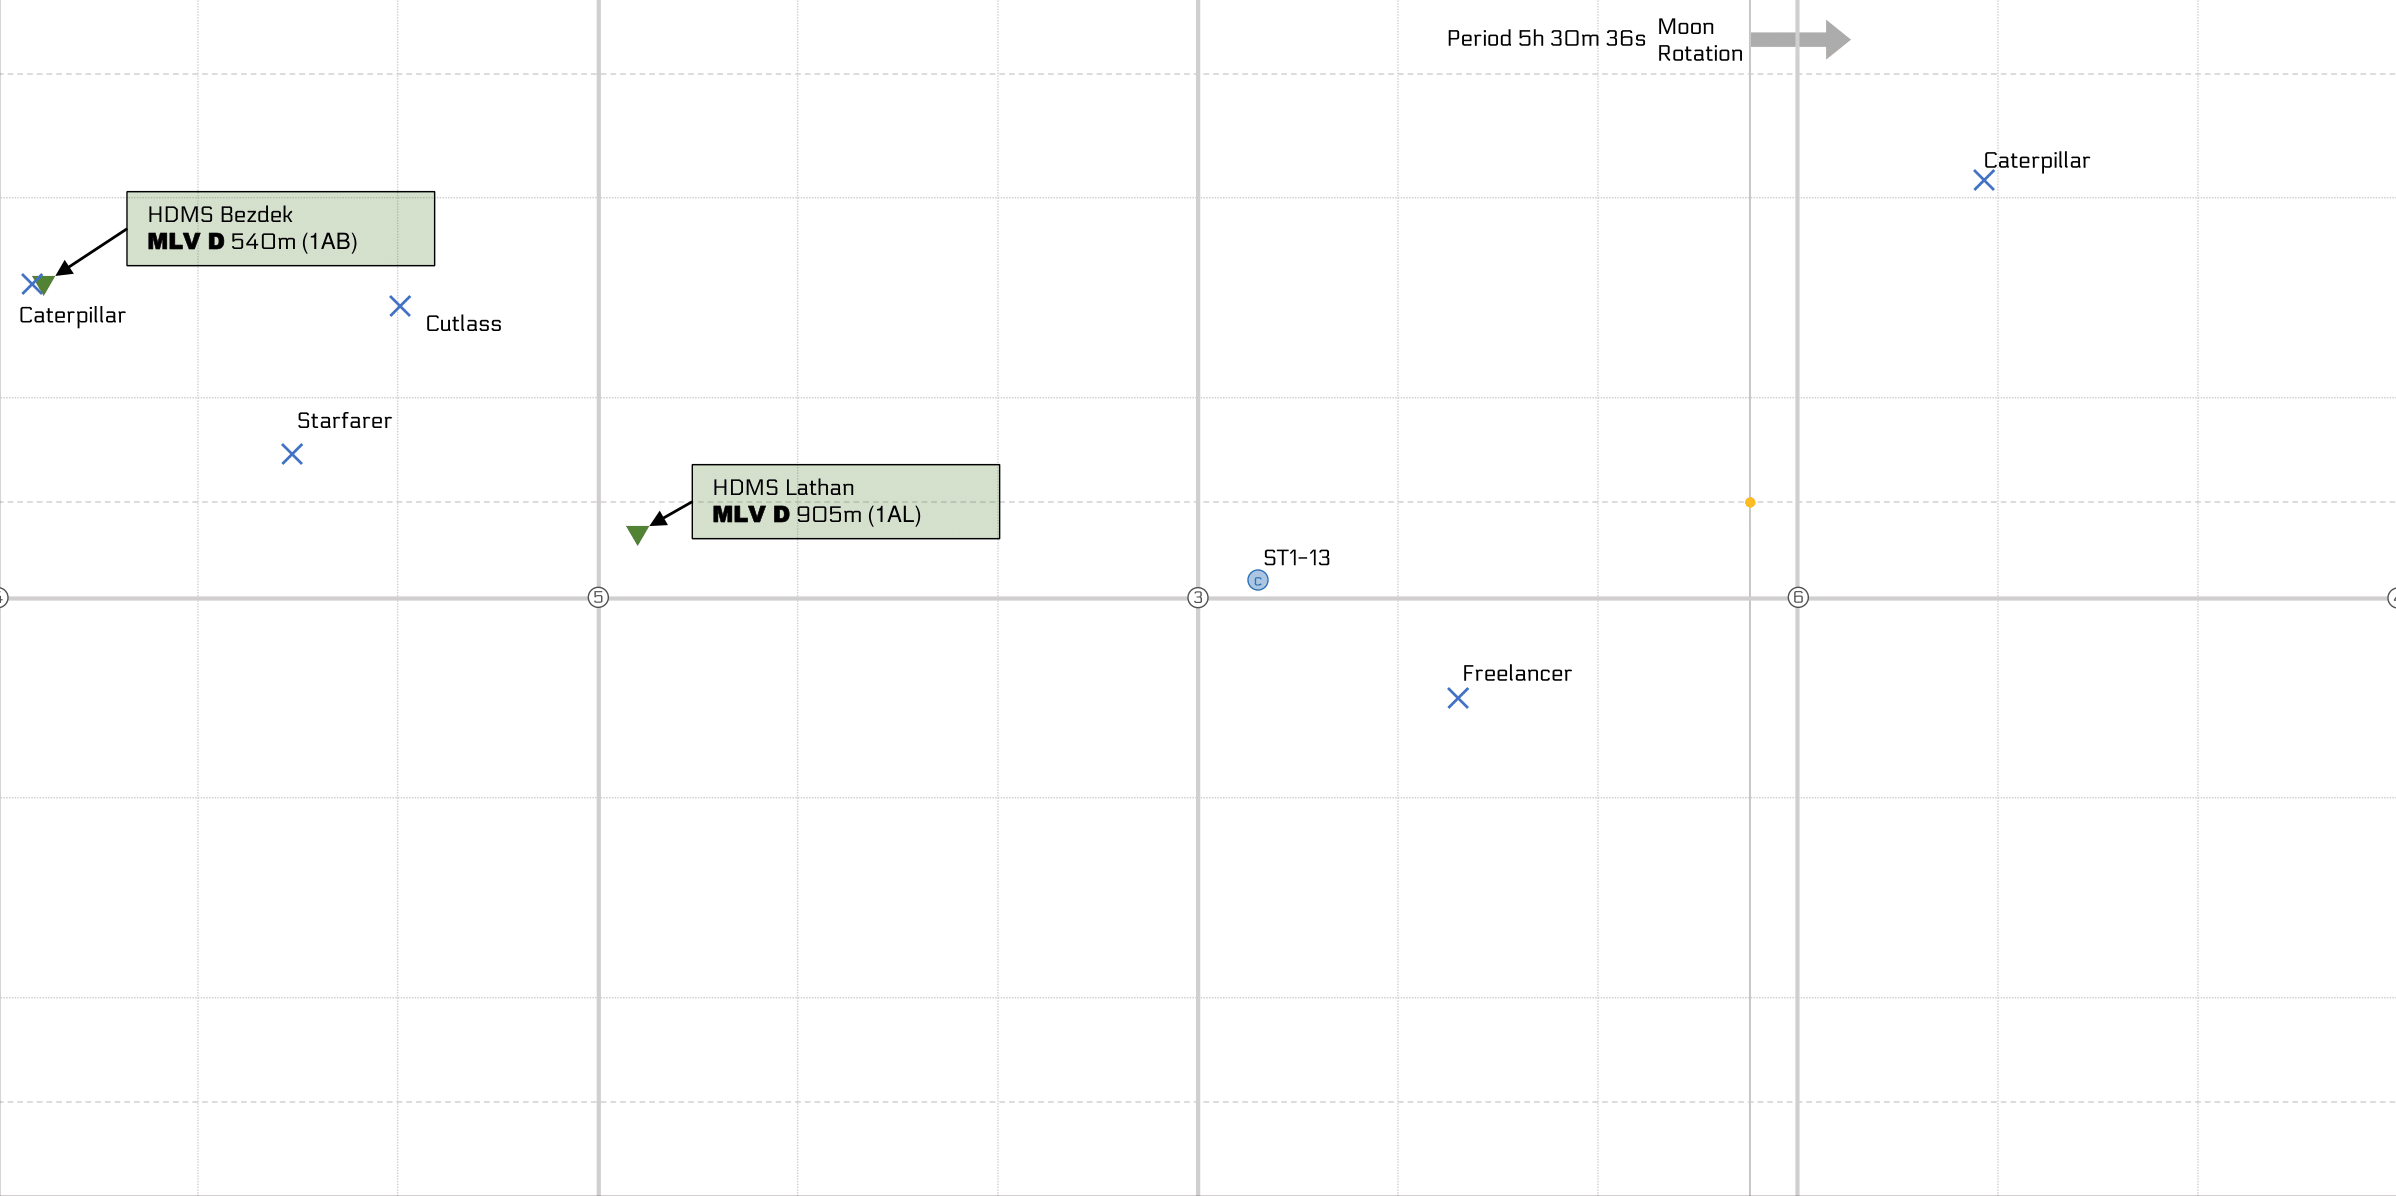 Period 5h 30m 36s
Moon
Rotation
Caterpillar
HDMS Bezdek
MLV D 540m (1AB)
Caterpillar
Cutlass
Starfarer
HDMS Lathan
MLV D 905m (1AL)
ST1-13
c
5
3
6
Freelancer